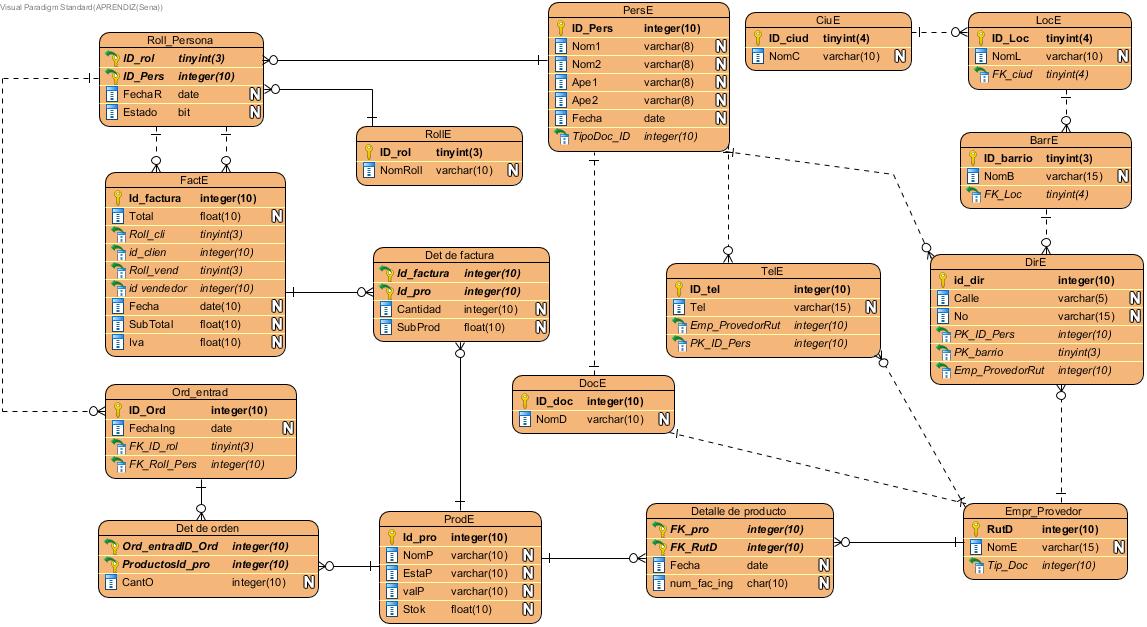 Visual Paradigm Standard(APRENDIZ(Sena))
Roll_Persona
ID_rol tinyint(3)
ID_Pers integer(10)
FechaR date N
Estado bit N
PersE
ID_Pers integer(10)
Nom1 varchar(8) N
Nom2 varchar(8) N
Ape1 varchar(8) N
Ape2 varchar(8) N
Fecha date N
TipoDoc_ID integer(10)
CiuE
ID_ciud tinyint(4)
NomC varchar(10) N
LocE
ID_Loc tinyint(4)
NomL varchar(10) N
FK_ciud tinyint(4)
RollE
ID_rol tinyint(3)
NomRoll varchar(10) N
BarrE
ID_barrio tinyint(3)
NomB varchar(15) N
FK_Loc tinyint(4)
FactE
Id_factura integer(10)
Total float(10) N
Roll_cli tinyint(3)
id_clien integer(10)
Roll_vend tinyint(3)
id vendedor integer(10)
Fecha date(10) N
SubTotal float(10) N
Iva float(10) N
Det de factura
Id_factura integer(10)
Id_pro integer(10)
Cantidad integer(10) N
SubProd float(10) N
TelE
ID_tel integer(10)
Tel varchar(15) N
Emp_ProvedorRut integer(10)
PK_ID_Pers integer(10)
DirE
id_dir integer(10)
Calle varchar(5) N
No varchar(15) N
PK_ID_Pers integer(10)
PK_barrio tinyint(3)
Emp_ProvedorRut integer(10)
DocE
ID_doc integer(10)
NomD varchar(10) N
Ord_entrad
ID_Ord integer(10)
FechaIng date N
FK_ID_rol tinyint(3)
FK_Roll_Pers integer(10)
Det de orden
Ord_entradID_Ord integer(10)
ProductosId_pro integer(10)
CantO integer(10) N
ProdE
Id_pro integer(10)
NomP varchar(10) N
EstaP varchar(10) N
valP varchar(10) N
Stok float(10) N
Detalle de producto
FK_pro integer(10)
FK_RutD integer(10)
Fecha date N
num_fac_ing char(10) N
Empr_Provedor
RutD integer(10)
NomE varchar(15) N
Tip_Doc integer(10)